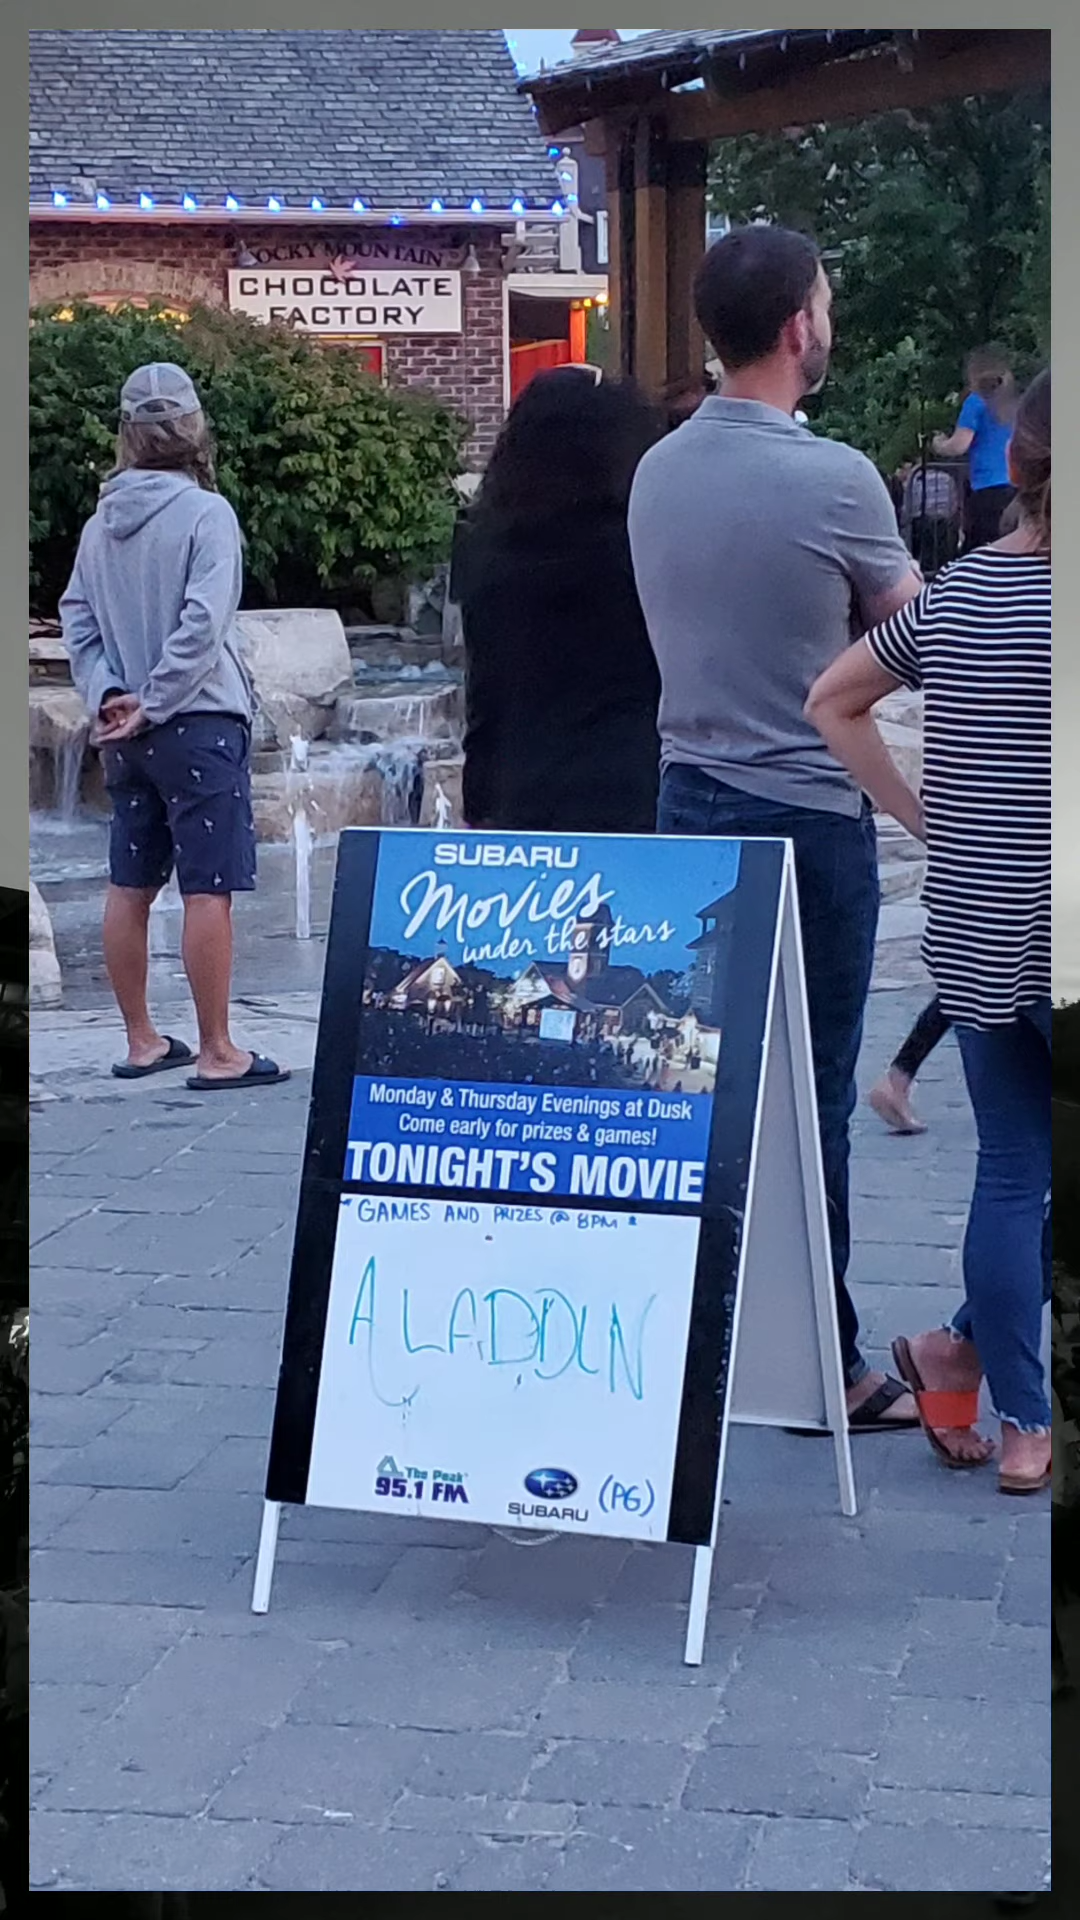 OCKY MOUNTAIN
CHOCOLATE
FACTORY
SUBARU
Movies
under the stars
Monday & Thursday Evenings at Dusk
Come early for prizes & games!
TONIGHT'S MOVIE
* GAMES AND PRIZES @ 8PM *
ALADDIN
The Peak
95.1 FM
SUBARU
(PG)